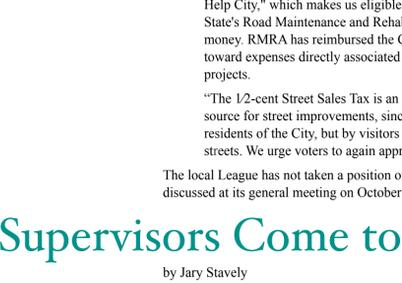 Help City," which makes us eligible
State's Road Maintenance and Reha
money. RMRA has reimbursed the
toward expenses directly associated
projects.
“The 1⁄2-cent Street Sales Tax is an
source for street improvements, sinc
residents of the City, but by visitors
streets. We urge voters to again appr
The local League has not taken a position o
discussed at its general meeting on October
Supervisors Come to
by Jary Stavely